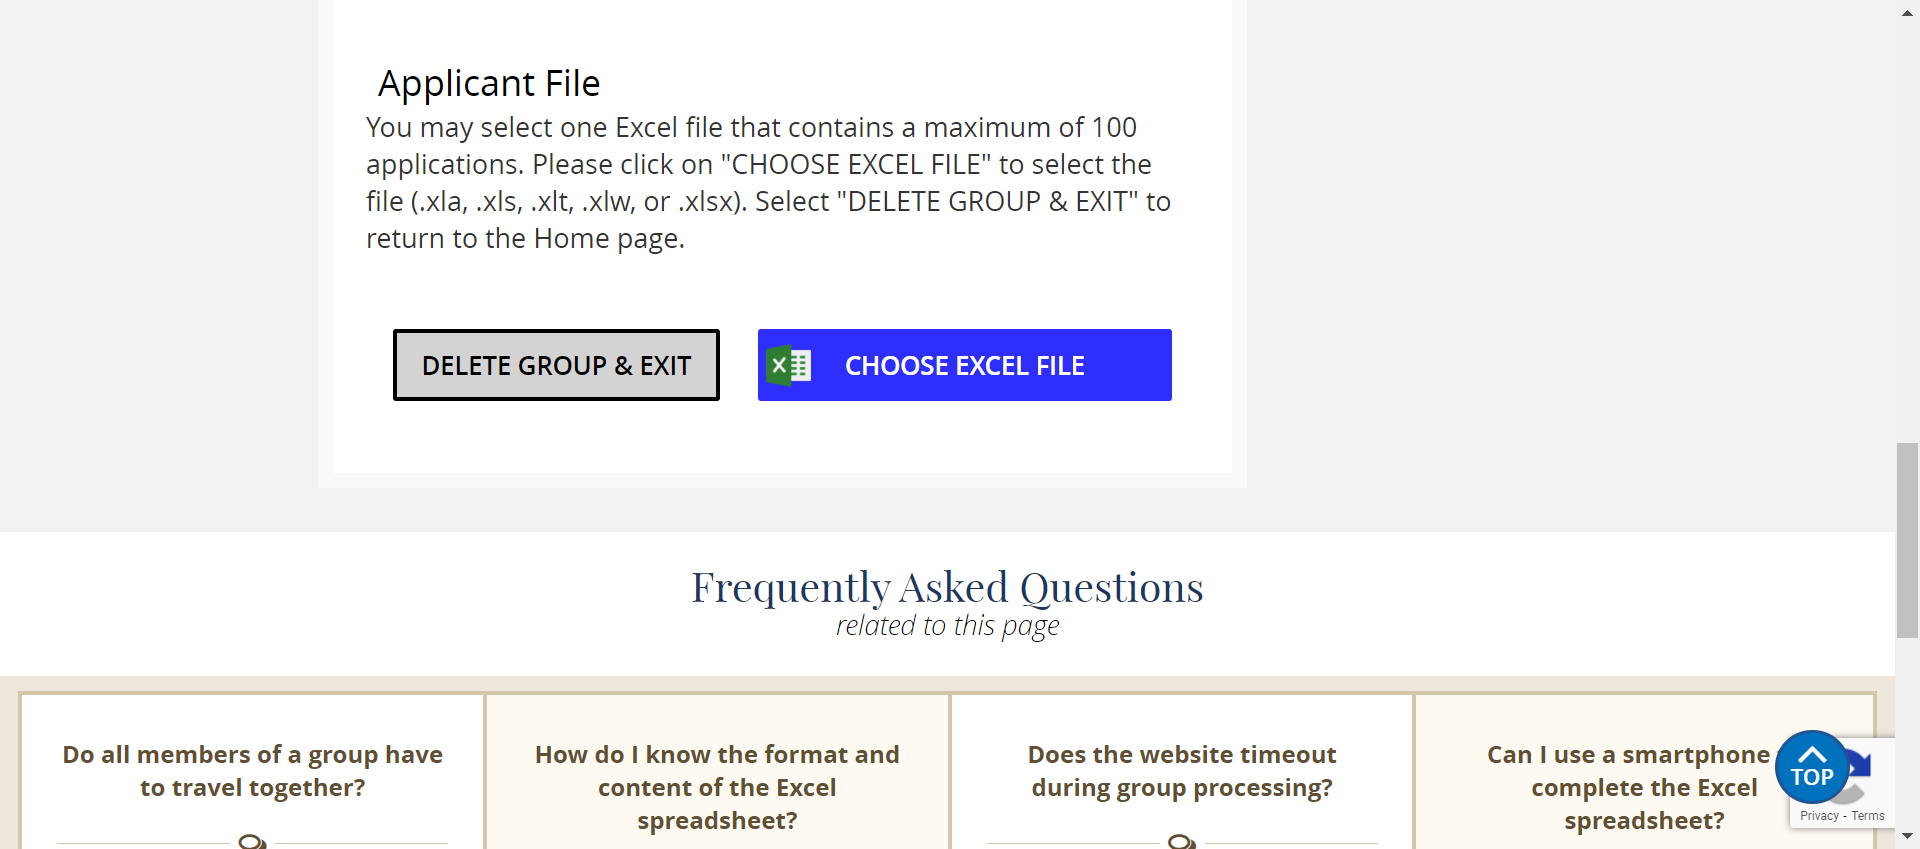 Applicant File
You may select one Excel file that contains a maximum of 100
applications. Please click on "CHOOSE EXCEL FILE" to select the
file (.xla, .xls, .xlt, .xlw, or .xlsx). Select "DELETE GROUP & EXIT" to
return to the Home page.
DELETE GROUP & EXIT
CHOOSE EXCEL FILE
Frequently Asked Questions
related to this page
Do all members of a group have
to travel together?
How do I know the format and
content of the Excel
spreadsheet?
Does the website timeout
during group processing?
Can I use a smartphone
complete the Excel
spreadsheet?
TOP
Privacy - Terms